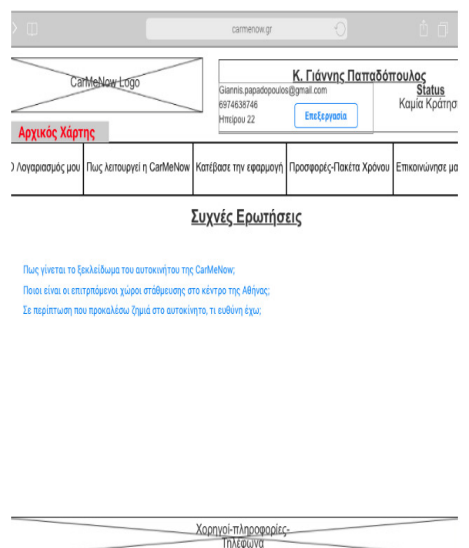 carmenow.gr
CarMeNow Logo
Κ. Γιάννης Παπαδόπουλος
Giannis.papadopoulos@gmail.com
6974638746
Ηπείρου 22
Επεξεργασία
Status
Καμία Κράτησ
Αρχικός Χάρτης
Ο Λογαριασμός μου
Πως λειτουργεί η CarMeNow
Κατέβασε την εφαρμογή
Προσφορές-Πακέτα Χρόνου
Επικοινώνησε μα
Συχνές Ερωτήσεις
Πως γίνεται το ξεκλείδωμα του αυτοκινήτου της CarMeNow;
Ποιοι είναι οι επιτρπόμενοι χώροι στάθμευσης στο κέντρο της Αθήνας;
Σε περίπτωση που προκαλέσω ζημιά στο αυτοκίνητο, τι ευθύνη έχω;
Χορηγοί-πληροφορίες-
Τηλέφωνα